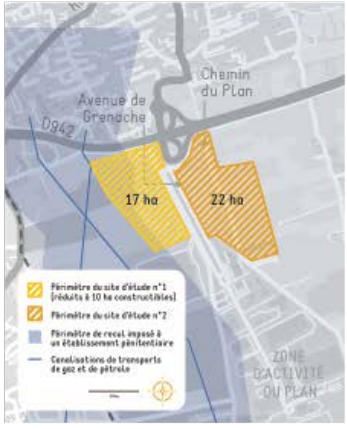 Chemin
du Plan
Avenue de
Grenache
D942
17 ha
22 ha
Périmètre du site d'étude n°1
(réduits à 10 ha constructibles)
Périmètre du site d'étude n°2
Périmètre de recul imposé à
un établissement pénitentiaire
Canalisations de transports
de gaz et de pétrole
ZONE
D'ACTIVITÉ
DU PLAN